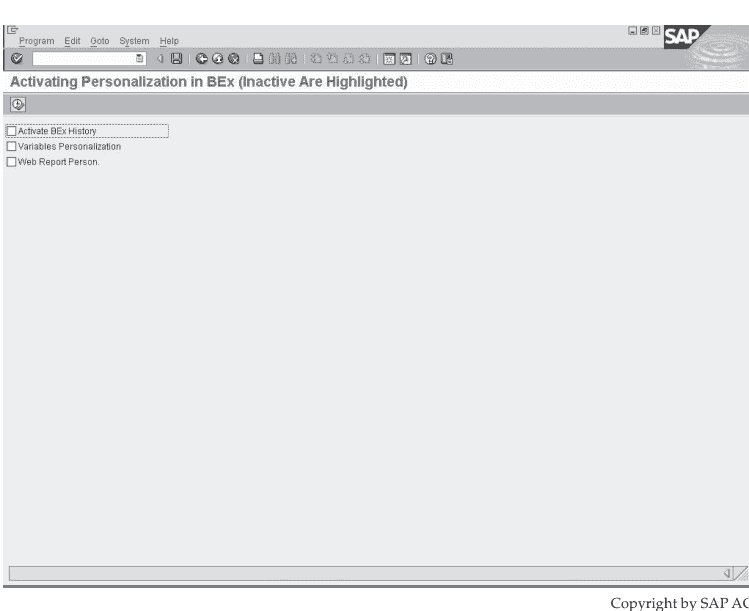 Program Edit Goto System Help
SAP
Activating Personalization in BEx (Inactive Are Highlighted)
Activate BEx History
Variables Personalization
Web Report Person.
Copyright by SAP AG